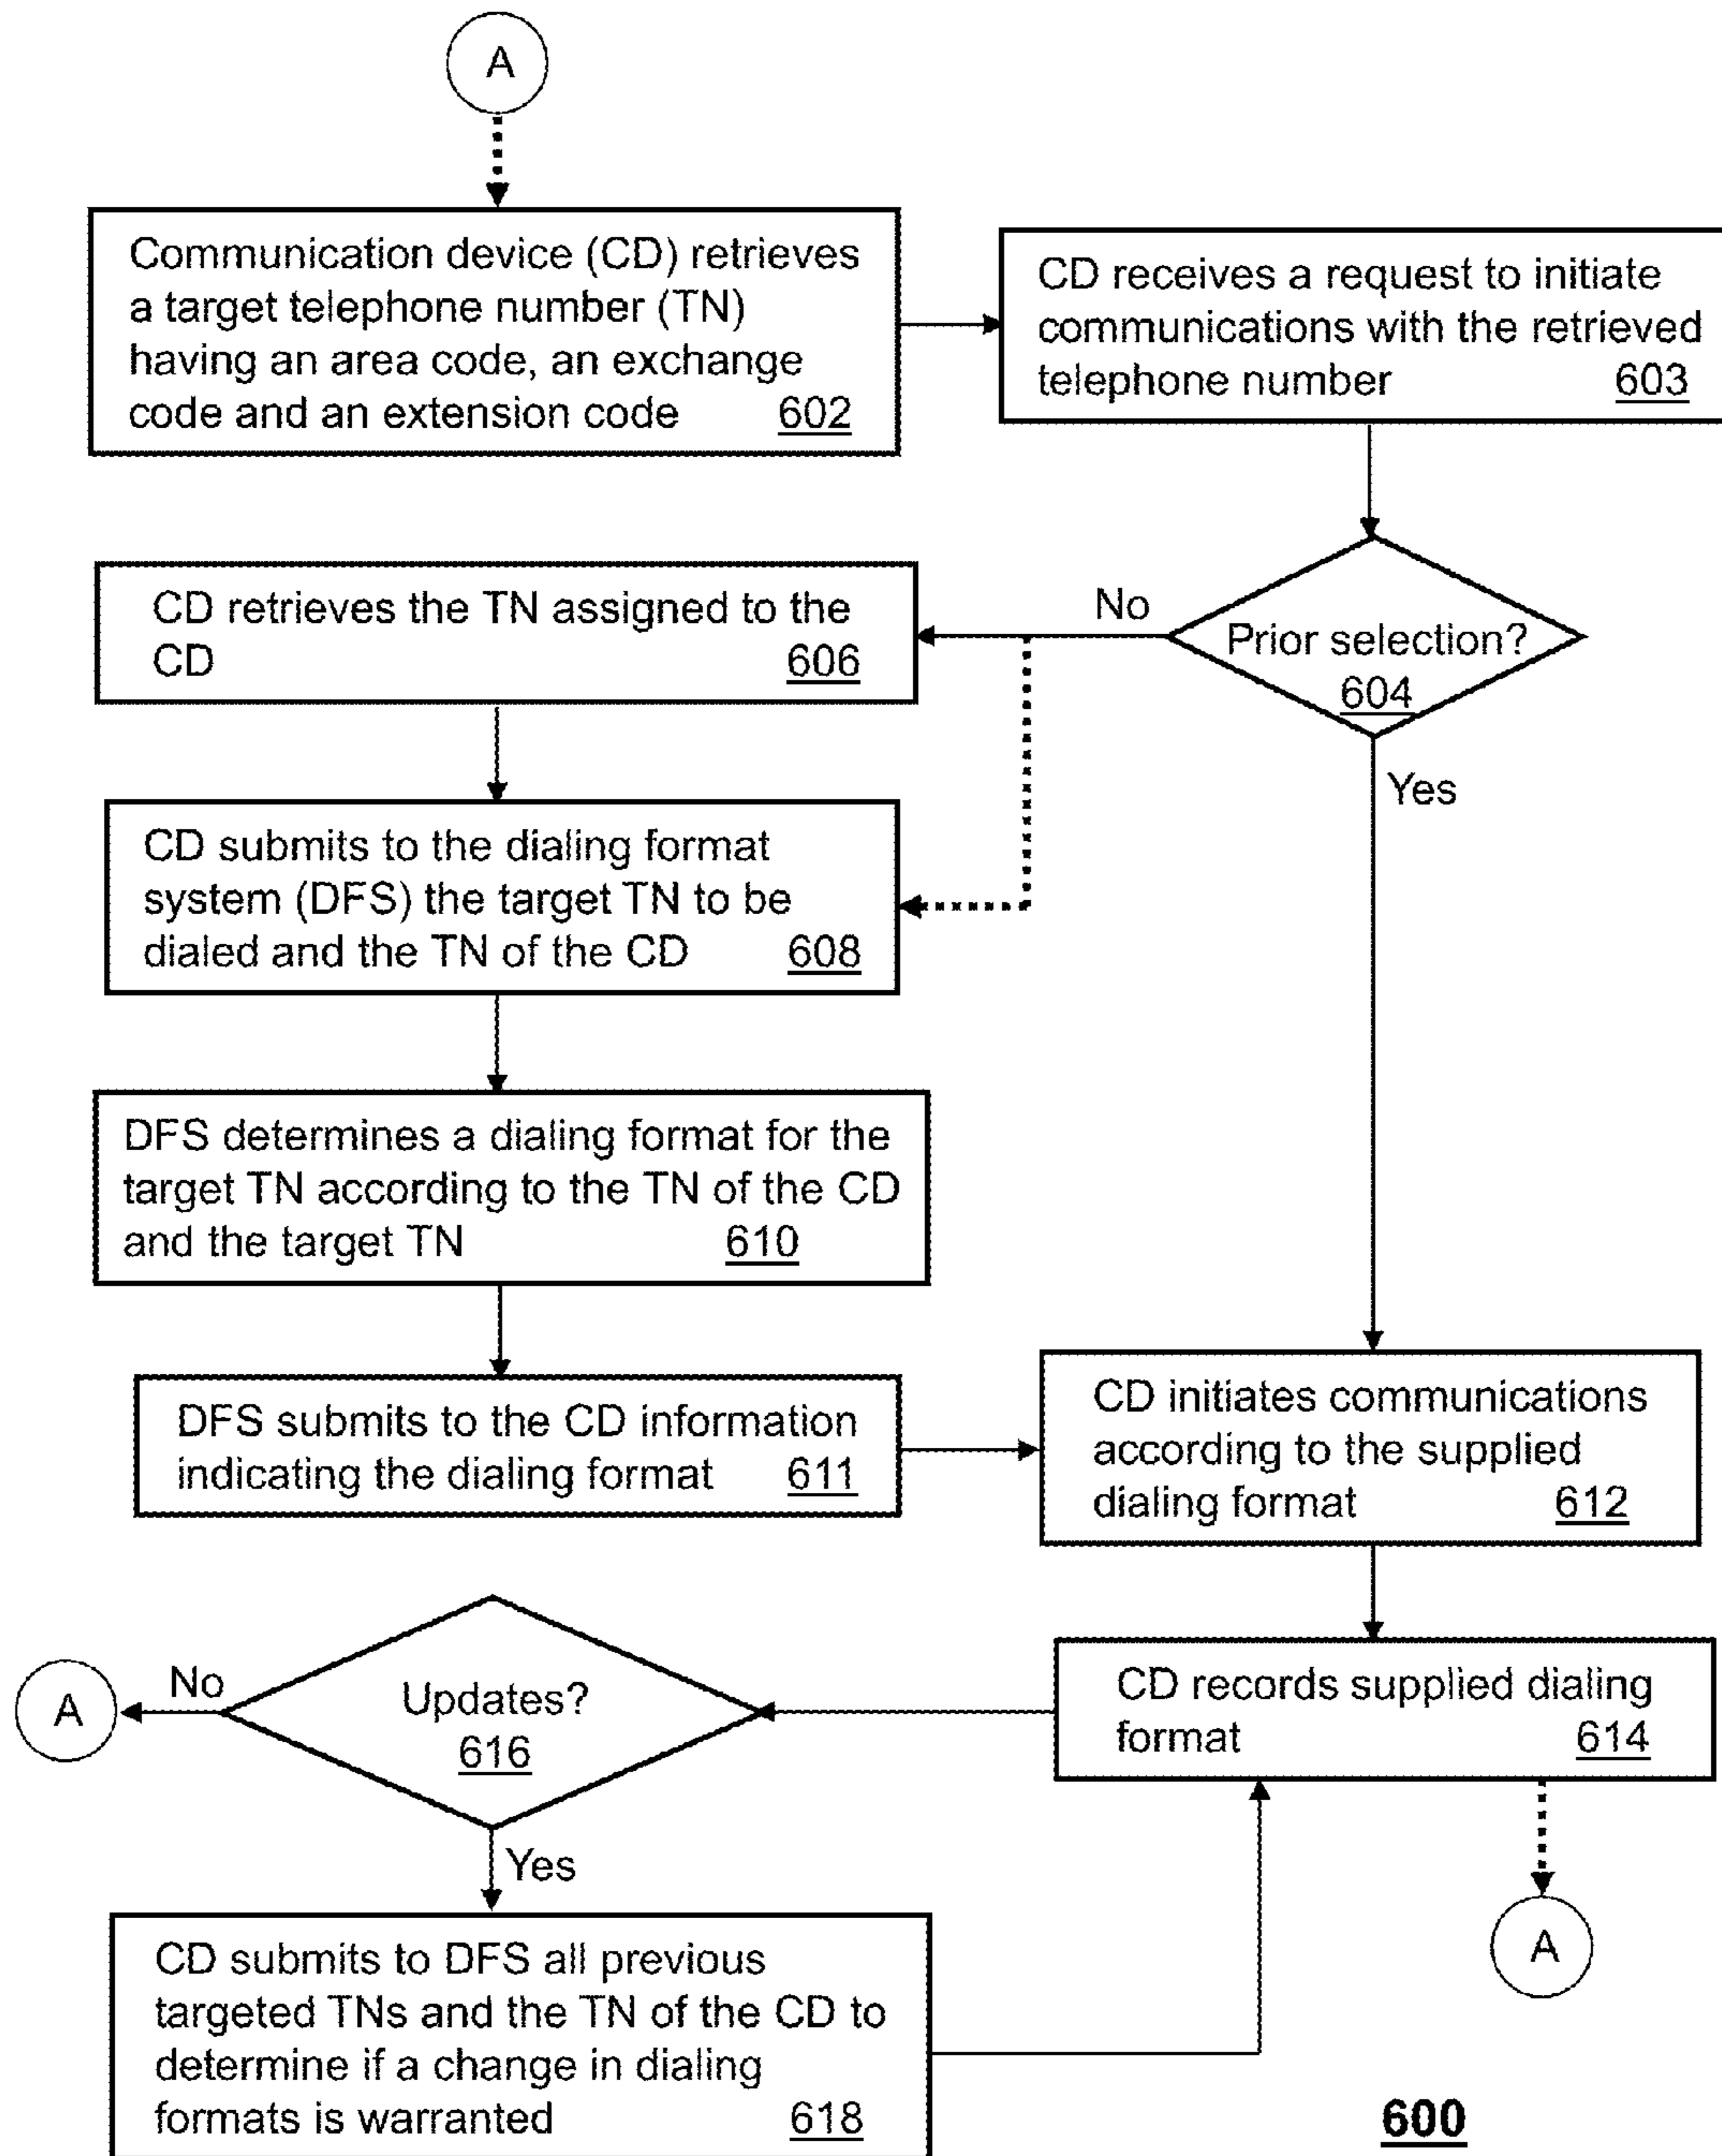 A
Communication device (CD) retrieves
a target telephone number (TN)
having an area code, an exchange
code and an extension code 602
CD receives a request to initiate
communications with the retrieved
telephone number 603
Prior selection?
604
No
Yes
CD retrieves the TN assigned to the
CD 606
CD submits to the dialing format
system (DFS) the target TN to be
dialed and the TN of the CD 608
DFS determines a dialing format for the
target TN according to the TN of the CD
and the target TN 610
DFS submits to the CD information
indicating the dialing format 611
CD initiates communications
according to the supplied
dialing format 612
CD records supplied dialing
format 614
Updates?
616
No
A
Yes
A
CD submits to DFS all previous
targeted TNs and the TN of the CD to
determine if a change in dialing
formats is warranted 618
600